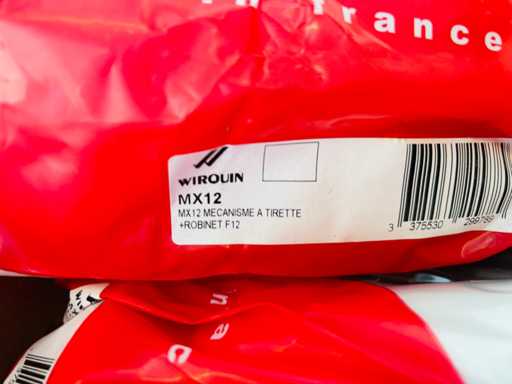 n france
WIROUIN
MX12
MX12 MECANISME A TIRETTE
+ROBINET F12
3 375530